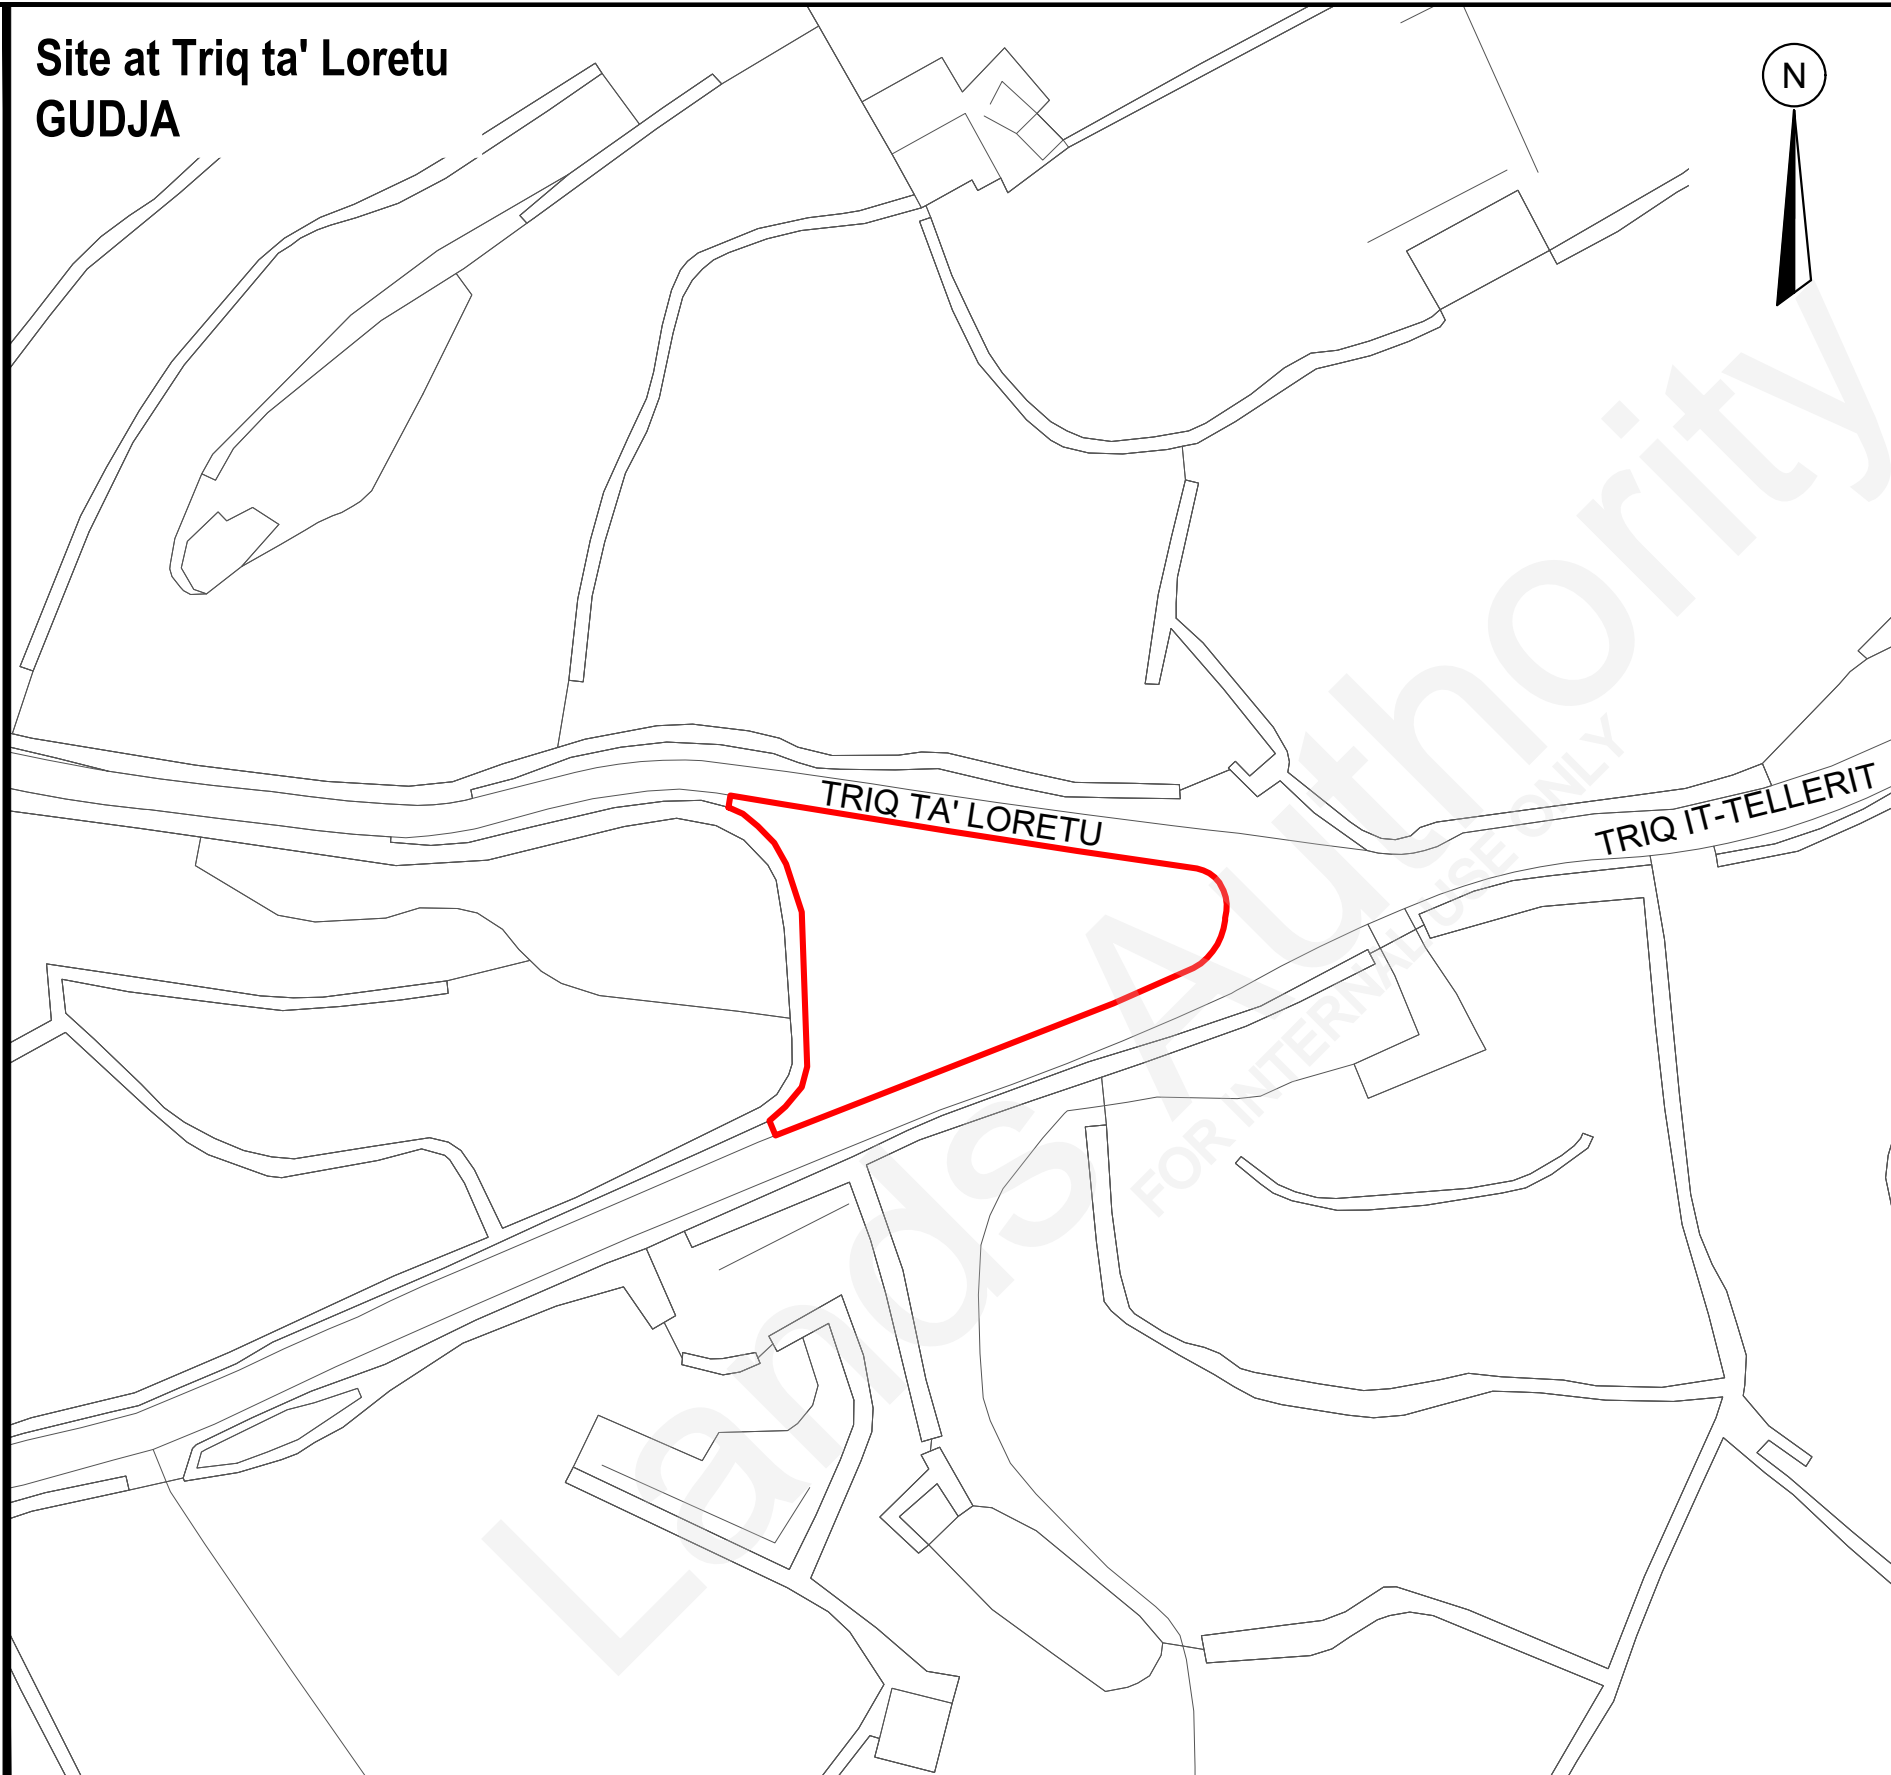 Site at Triq ta' Loretu
GUDJA
N
TRIQ TA' LORETU
TRIQ IT-TELLERIT
Lands Authority
FOR INTERNAL USE ONLY